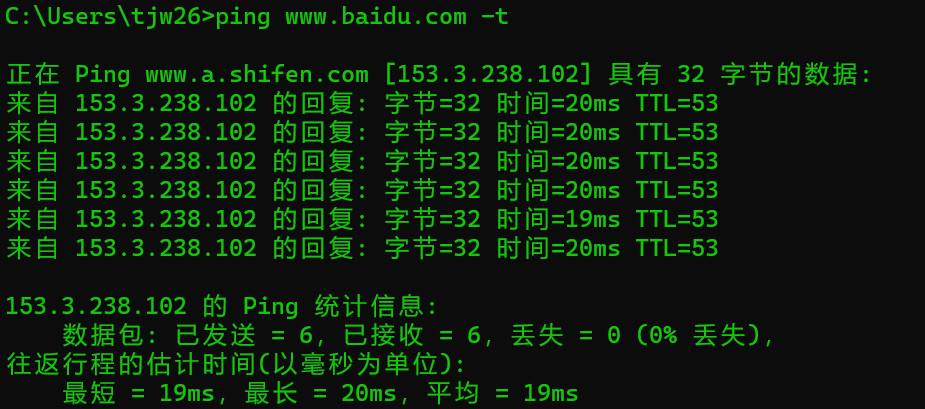 C:\Users\tjw26>ping www.baidu.com -t
正在 Ping www.a.shifen.com [153.3.238.102] 具有 32 字节的数据:
来自 153.3.238.102 的回复: 字节=32 时间=20ms TTL=53
来自 153.3.238.102 的回复: 字节=32 时间=20ms TTL=53
来自 153.3.238.102 的回复: 字节=32 时间=20ms TTL=53
来自 153.3.238.102 的回复: 字节=32 时间=20ms TTL=53
来自 153.3.238.102 的回复: 字节=32 时间=19ms TTL=53
来自 153.3.238.102 的回复: 字节=32 时间=20ms TTL=53
153.3.238.102 的 Ping 统计信息:
数据包: 已发送 = 6, 已接收 = 6, 丢失 = 0 (0% 丢失),
往返行程的估计时间(以毫秒为单位):
最短 = 19ms, 最长 = 20ms, 平均 = 19ms